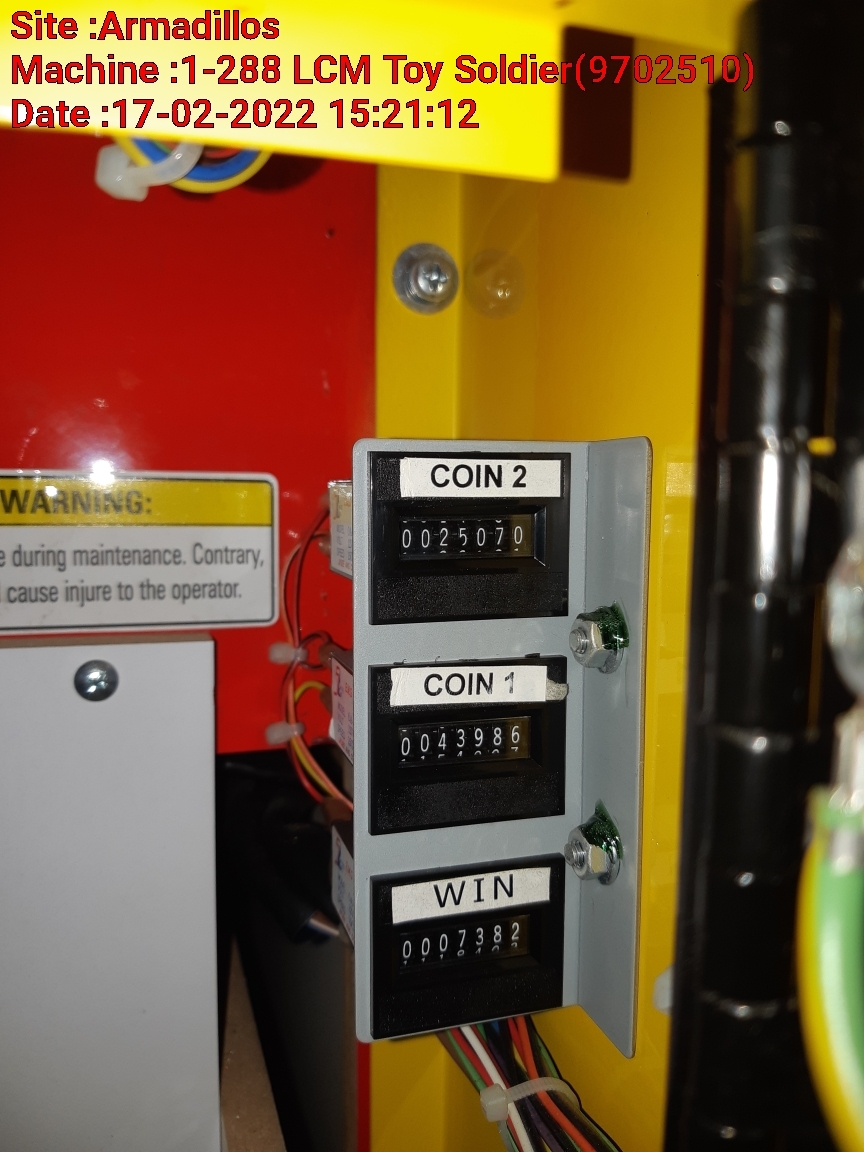 Site :Armadillos
Machine :1-288 LCM Toy Soldier(9702510)
Date :17-02-2022 15:21:12
WARNING:
e during maintenance. Contrary,
cause injure to the operator.
COIN 2
0025070
COIN 1
0043986
WIN
0007382